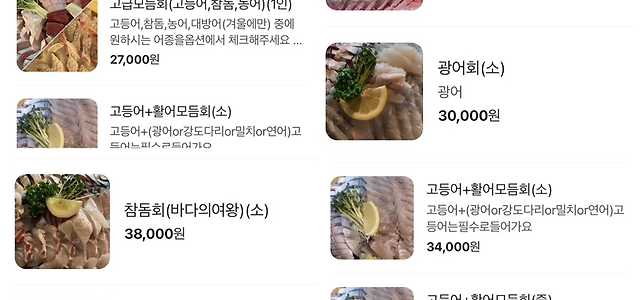 고급모듬회(고등어,참돔,농어)(1인)
고등어,참돔,농어,대방어(겨울에만) 중에
원하시는 어종을옵션에서 체크해주세요 ...
27,000원
고등어+활어모듬회(소)
고등어+(광어or강도다리or밀치or연어)고
등어는필수로들어가요
참돔회(바다의여왕)(소)
38,000원
광어회(소)
광어
30,000원
고등어+활어모듬회(소)
고등어+(광어or강도다리or밀치or연어)고
등어는필수로들어가요
34,000원
고등어+활어모듬회(중)